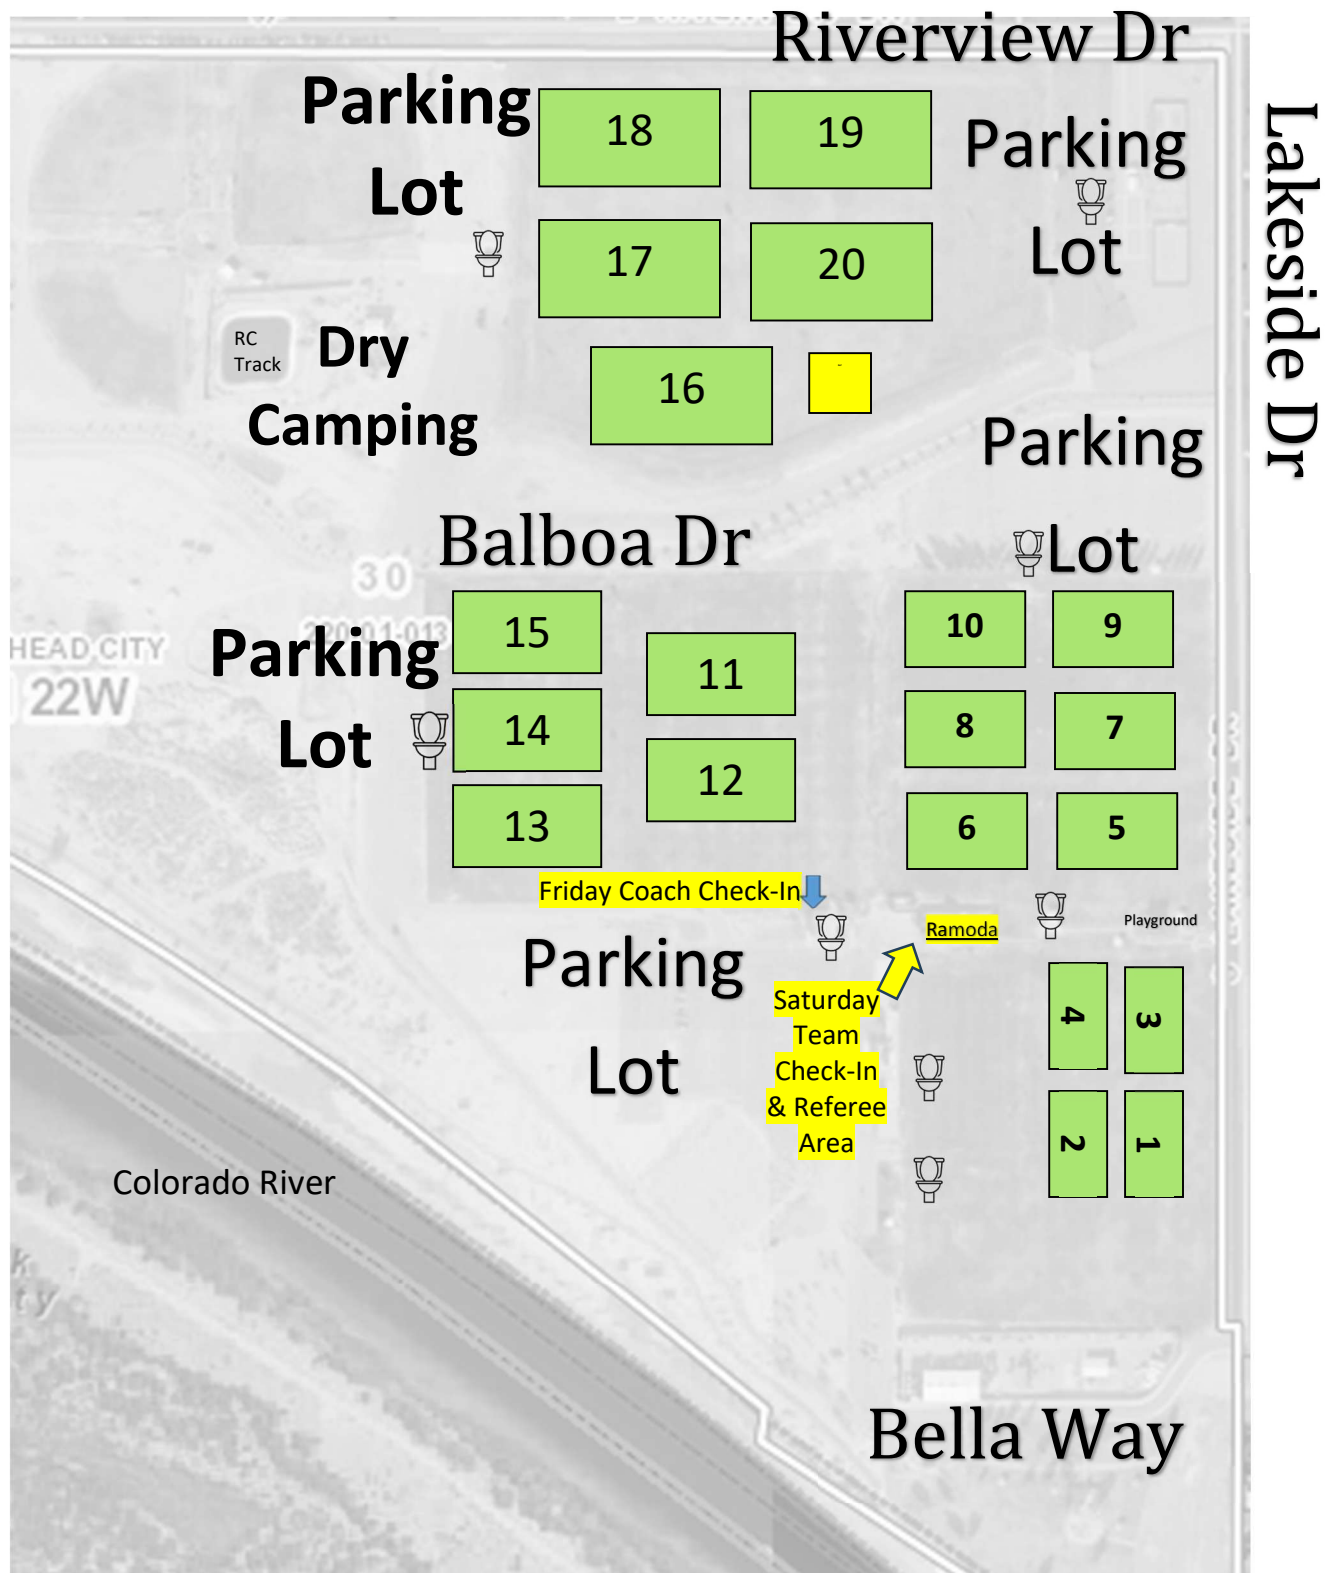 Riverview Dr
Lakeside Dr
Parking
Lot
18
19
Parking
Lot
17
20
RC
Track
Dry
Camping
16
-
Parking
Lot
Balboa Dr
30
220-01-013
HEAD CITY
22W
Parking
Lot
15
14
13
11
12
10
9
8
7
6
5
Friday Coach Check-In
Ramoda
Playground
Parking
Lot
Saturday
Team
Check-In
& Referee
Area
4
3
2
1
Colorado River
Bella Way